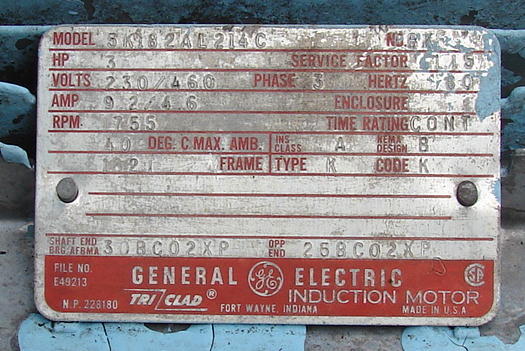 MODEL 5K182AL214C NO.
HP 3 SERVICE FACTOR 1.15
VOLTS 230/460 PHASE 3 HERTZ 60
AMP 9.2/4.6 ENCLOSURE
RPM. TIME RATING CONT
40 DEG. C MAX. AMB. INS CLASS A NEMA DESIGN B
FRAME TYPE K CODE K
SHAFT END BRG. AFBMA 30BC02XP OPP END 25BC02XP
FILE NO. E49213 GENERAL GE ELECTRIC
TRI CLAD ® INDUCTION MOTOR
N.P. 228180 FORT WAYNE, INDIANA MADE IN U.S.A